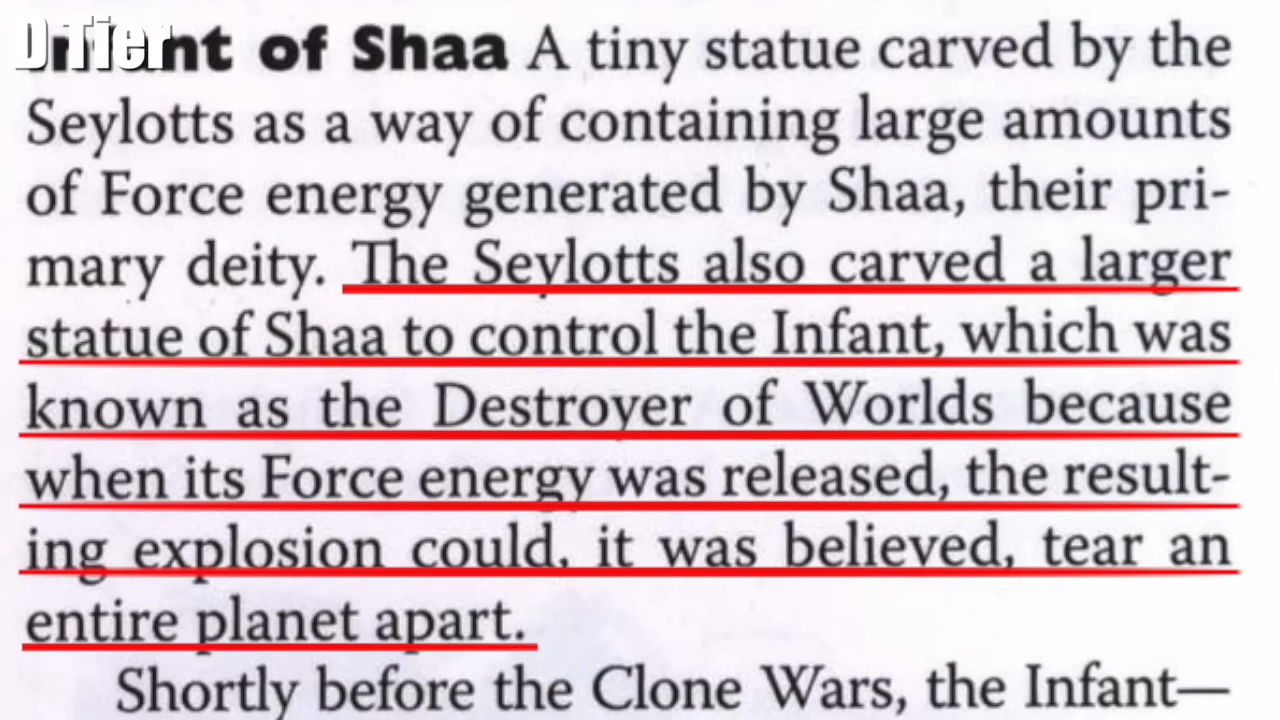 D Tier
Infant of Shaa A tiny statue carved by the
Seylotts as a way of containing large amounts
of Force energy generated by Shaa, their pri-
mary deity. The Seylotts also carved a larger
statue of Shaa to control the Infant, which was
known as the Destroyer of Worlds because
when its Force energy was released, the result-
ing explosion could, it was believed, tear an
entire planet apart.
Shortly before the Clone Wars, the Infant—